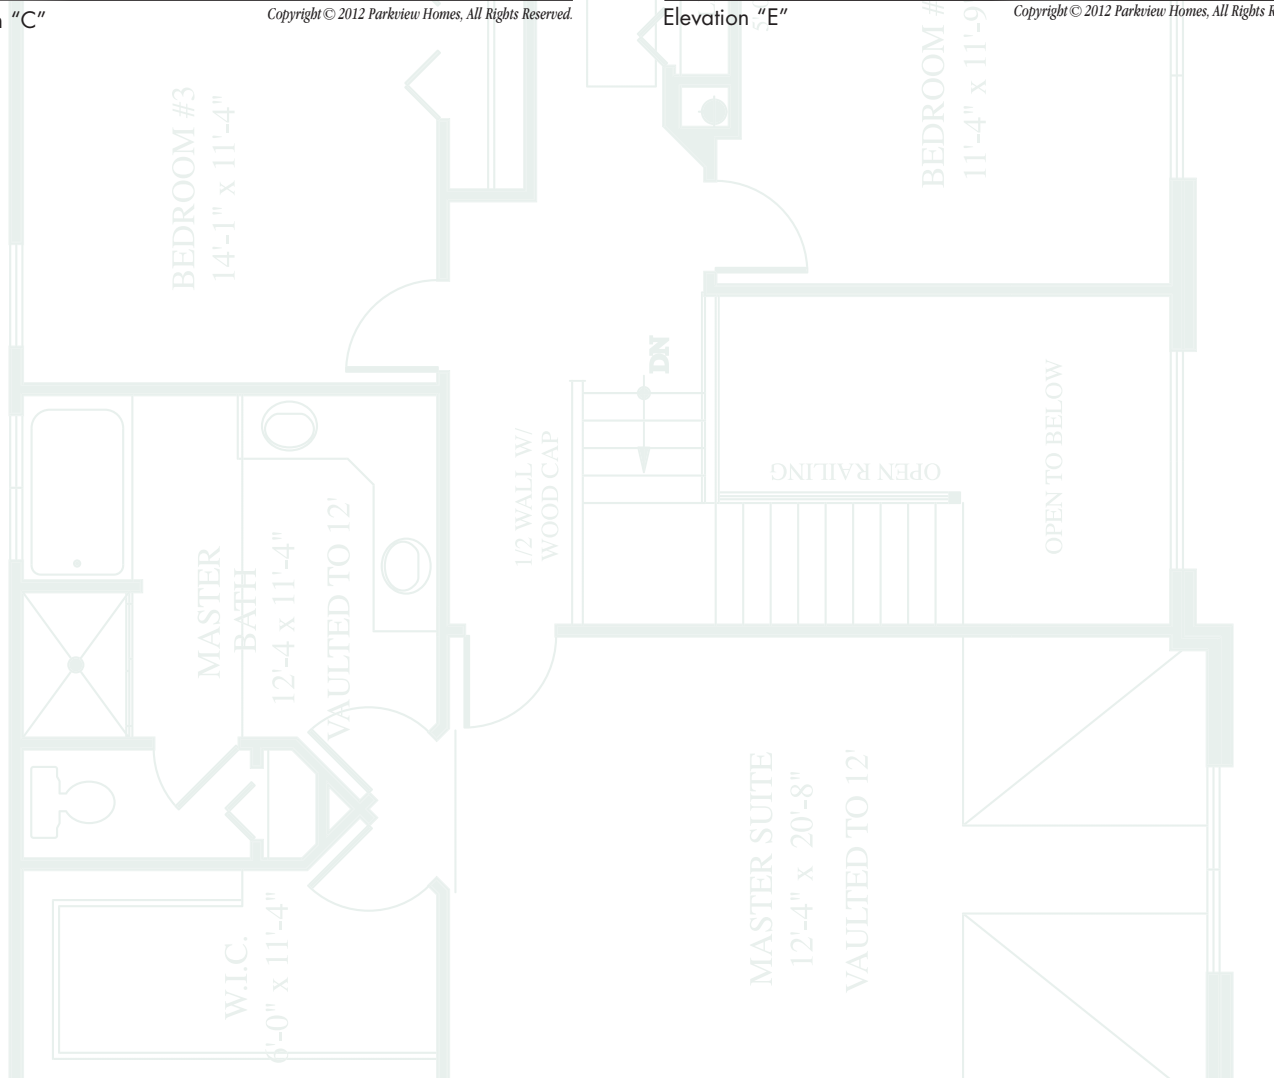 "C"
Copyright © 2012 Parkview Homes, All Rights Reserved.
Elevation "E"
Copyright © 2012 Parkview Homes, All Rights
BEDROOM #3
14'-1" x 11'-4"
BEDROOM #
11'-4" x 11'-9
DN
1/2 WALL W/
WOOD CAP
OPEN RAILING
OPEN TO BELOW
MASTER
BATH
12'-4 x 11'-4"
VAULTED TO 12'
MASTER SUITE
12'-4" x 20'-8"
VAULTED TO 12'
W.I.C.
6'-0" x 11'-4"